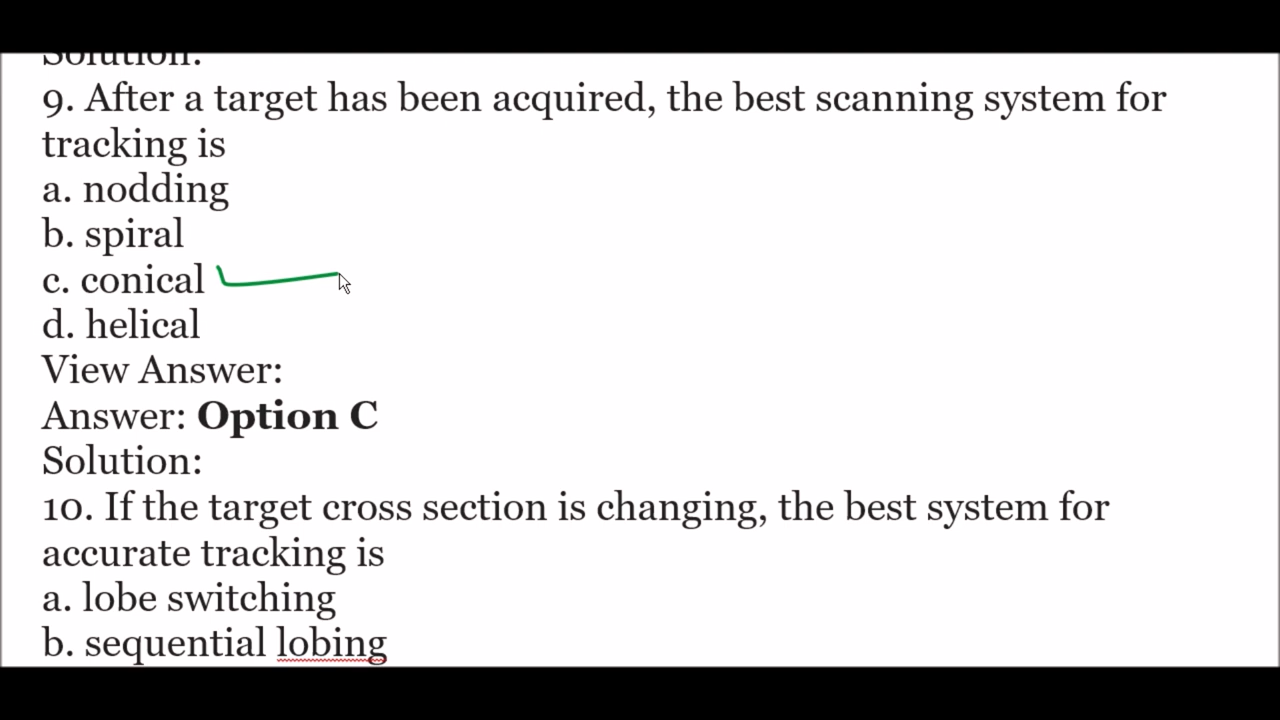 Solution:
9. After a target has been acquired, the best scanning system for
tracking is
a. nodding
b. spiral
c. conical
d. helical
View Answer:
Answer: Option C
Solution:
10. If the target cross section is changing, the best system for
accurate tracking is
a. lobe switching
b. sequential lobing